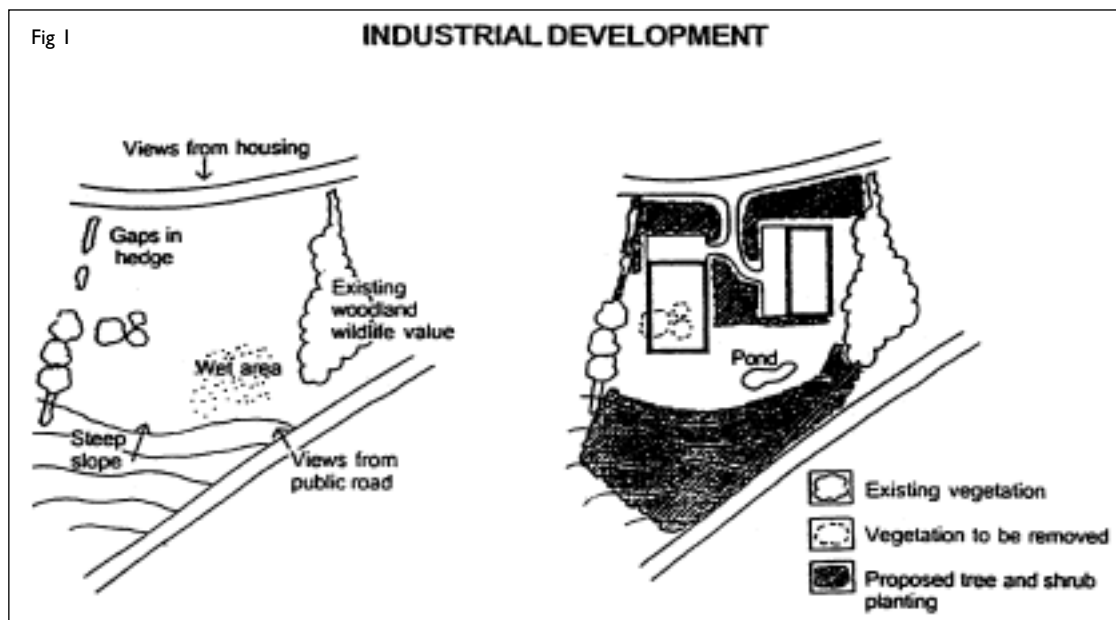 Fig 1
INDUSTRIAL DEVELOPMENT
Views from housing
Gaps in
hedge
Existing
woodland
wildlife value
Wet area
Steep
slope
Views from
public road
Pond
Existing vegetation
Vegetation to be removed
Proposed tree and shrub
planting